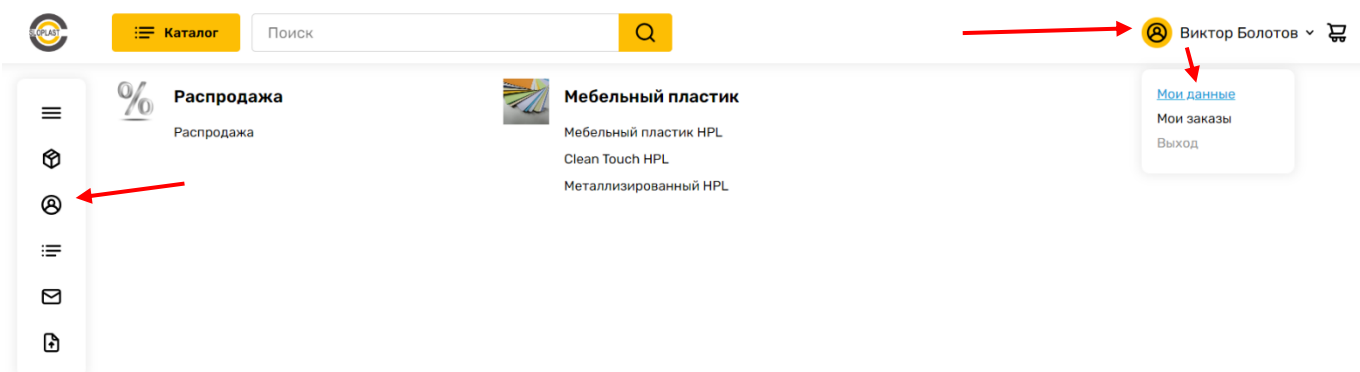 SLOPLAST
Каталог
Поиск
Виктор Болотов
Распродажа
Распродажа
Мебельный пластик
Мебельный пластик HPL
Clean Touch HPL
Металлизированный HPL
Мои данные
Мои заказы
Выход